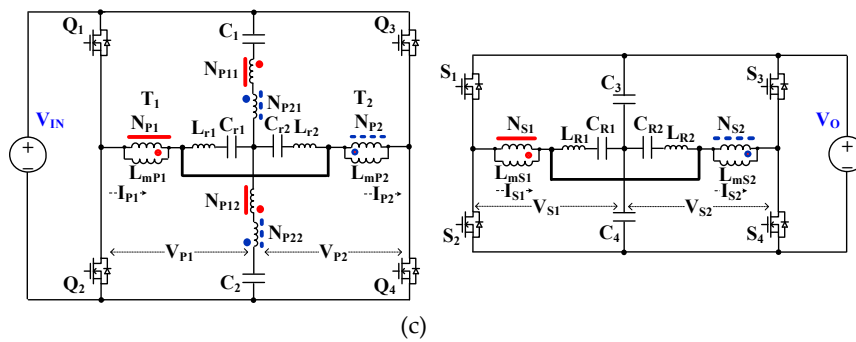 Q1
C1
Q3
NP11
T1
NP21
T2
NP1
Lr1
Cr1
Cr2
Lr2
NP2
VIN
+
−
LmP1
LmP2
--IP1→
--IP2→
NP12
NP22
VP1
VP2
Q2
C2
Q4
S1
C3
S3
NS1
LR1
CR1
CR2
LR2
NS2
VO
+
−
LmS1
LmS2
--IS1→
--IS2→
VS1
VS2
S2
C4
S4
(c)